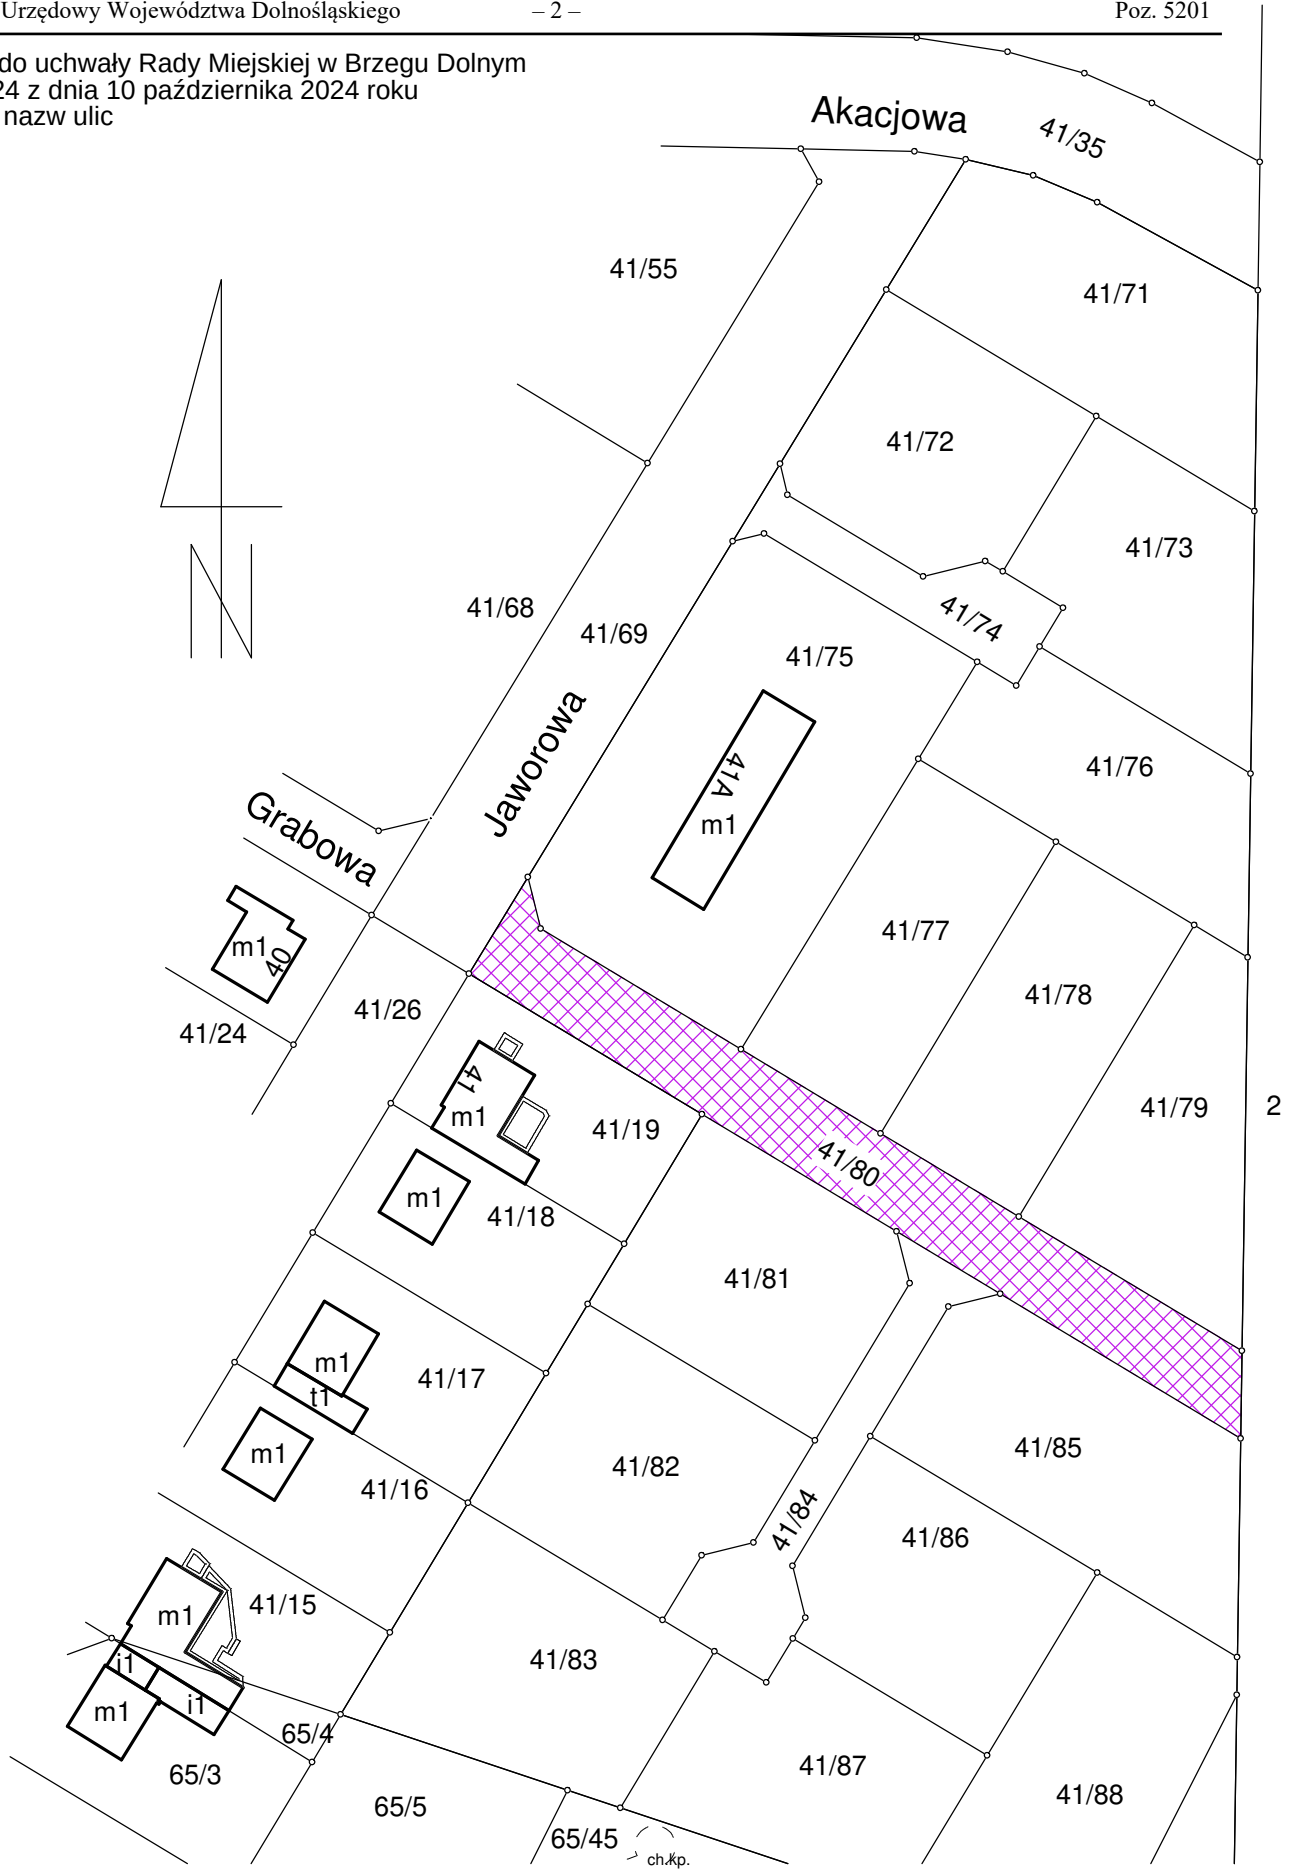 Urzędowy Województwa Dolnośląskiego – 2 – Poz. 5201
do uchwały Rady Miejskiej w Brzegu Dolnym
24 z dnia 10 października 2024 roku
nazw ulic
Akacjowa
41/35
41/55
41/71
41/72
41/73
N
41/68
41/69
41/74
41/75
41/76
Jaworowa
41A
m1
Grabowa
m1
40
41/77
41/78
41/26
41/24
41
m1
41/19
41/79
2
41/80
m1
41/18
41/81
m1
t1
41/17
m1
41/16
41/82
41/85
41/84
41/86
m1
41/15
i1
i1
m1
41/83
65/4
65/3
41/87
41/88
65/5
65/45
ch.kp.